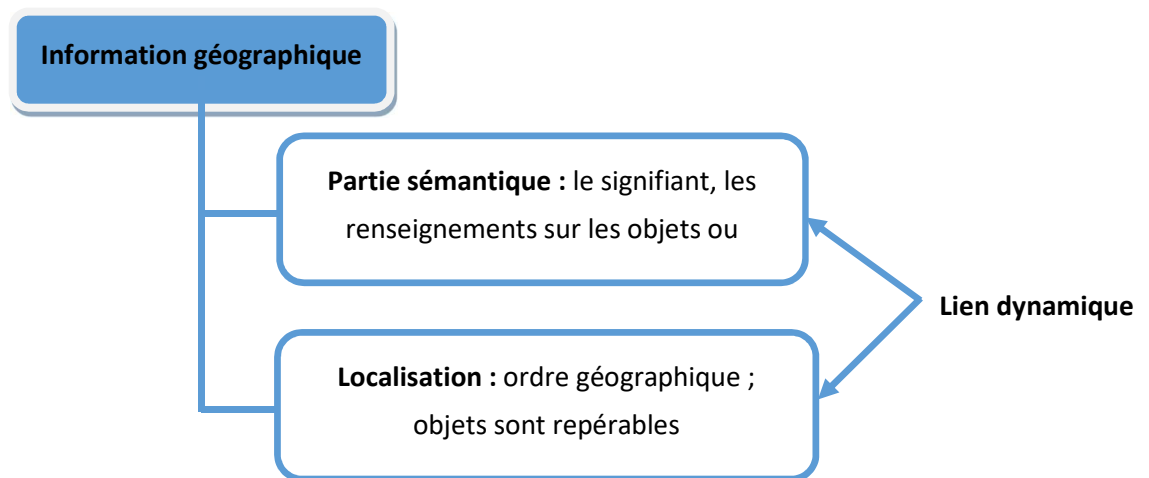 Information géographique
Partie sémantique : le signifiant, les
renseignements sur les objets ou
Lien dynamique
Localisation : ordre géographique ;
objets sont repérables